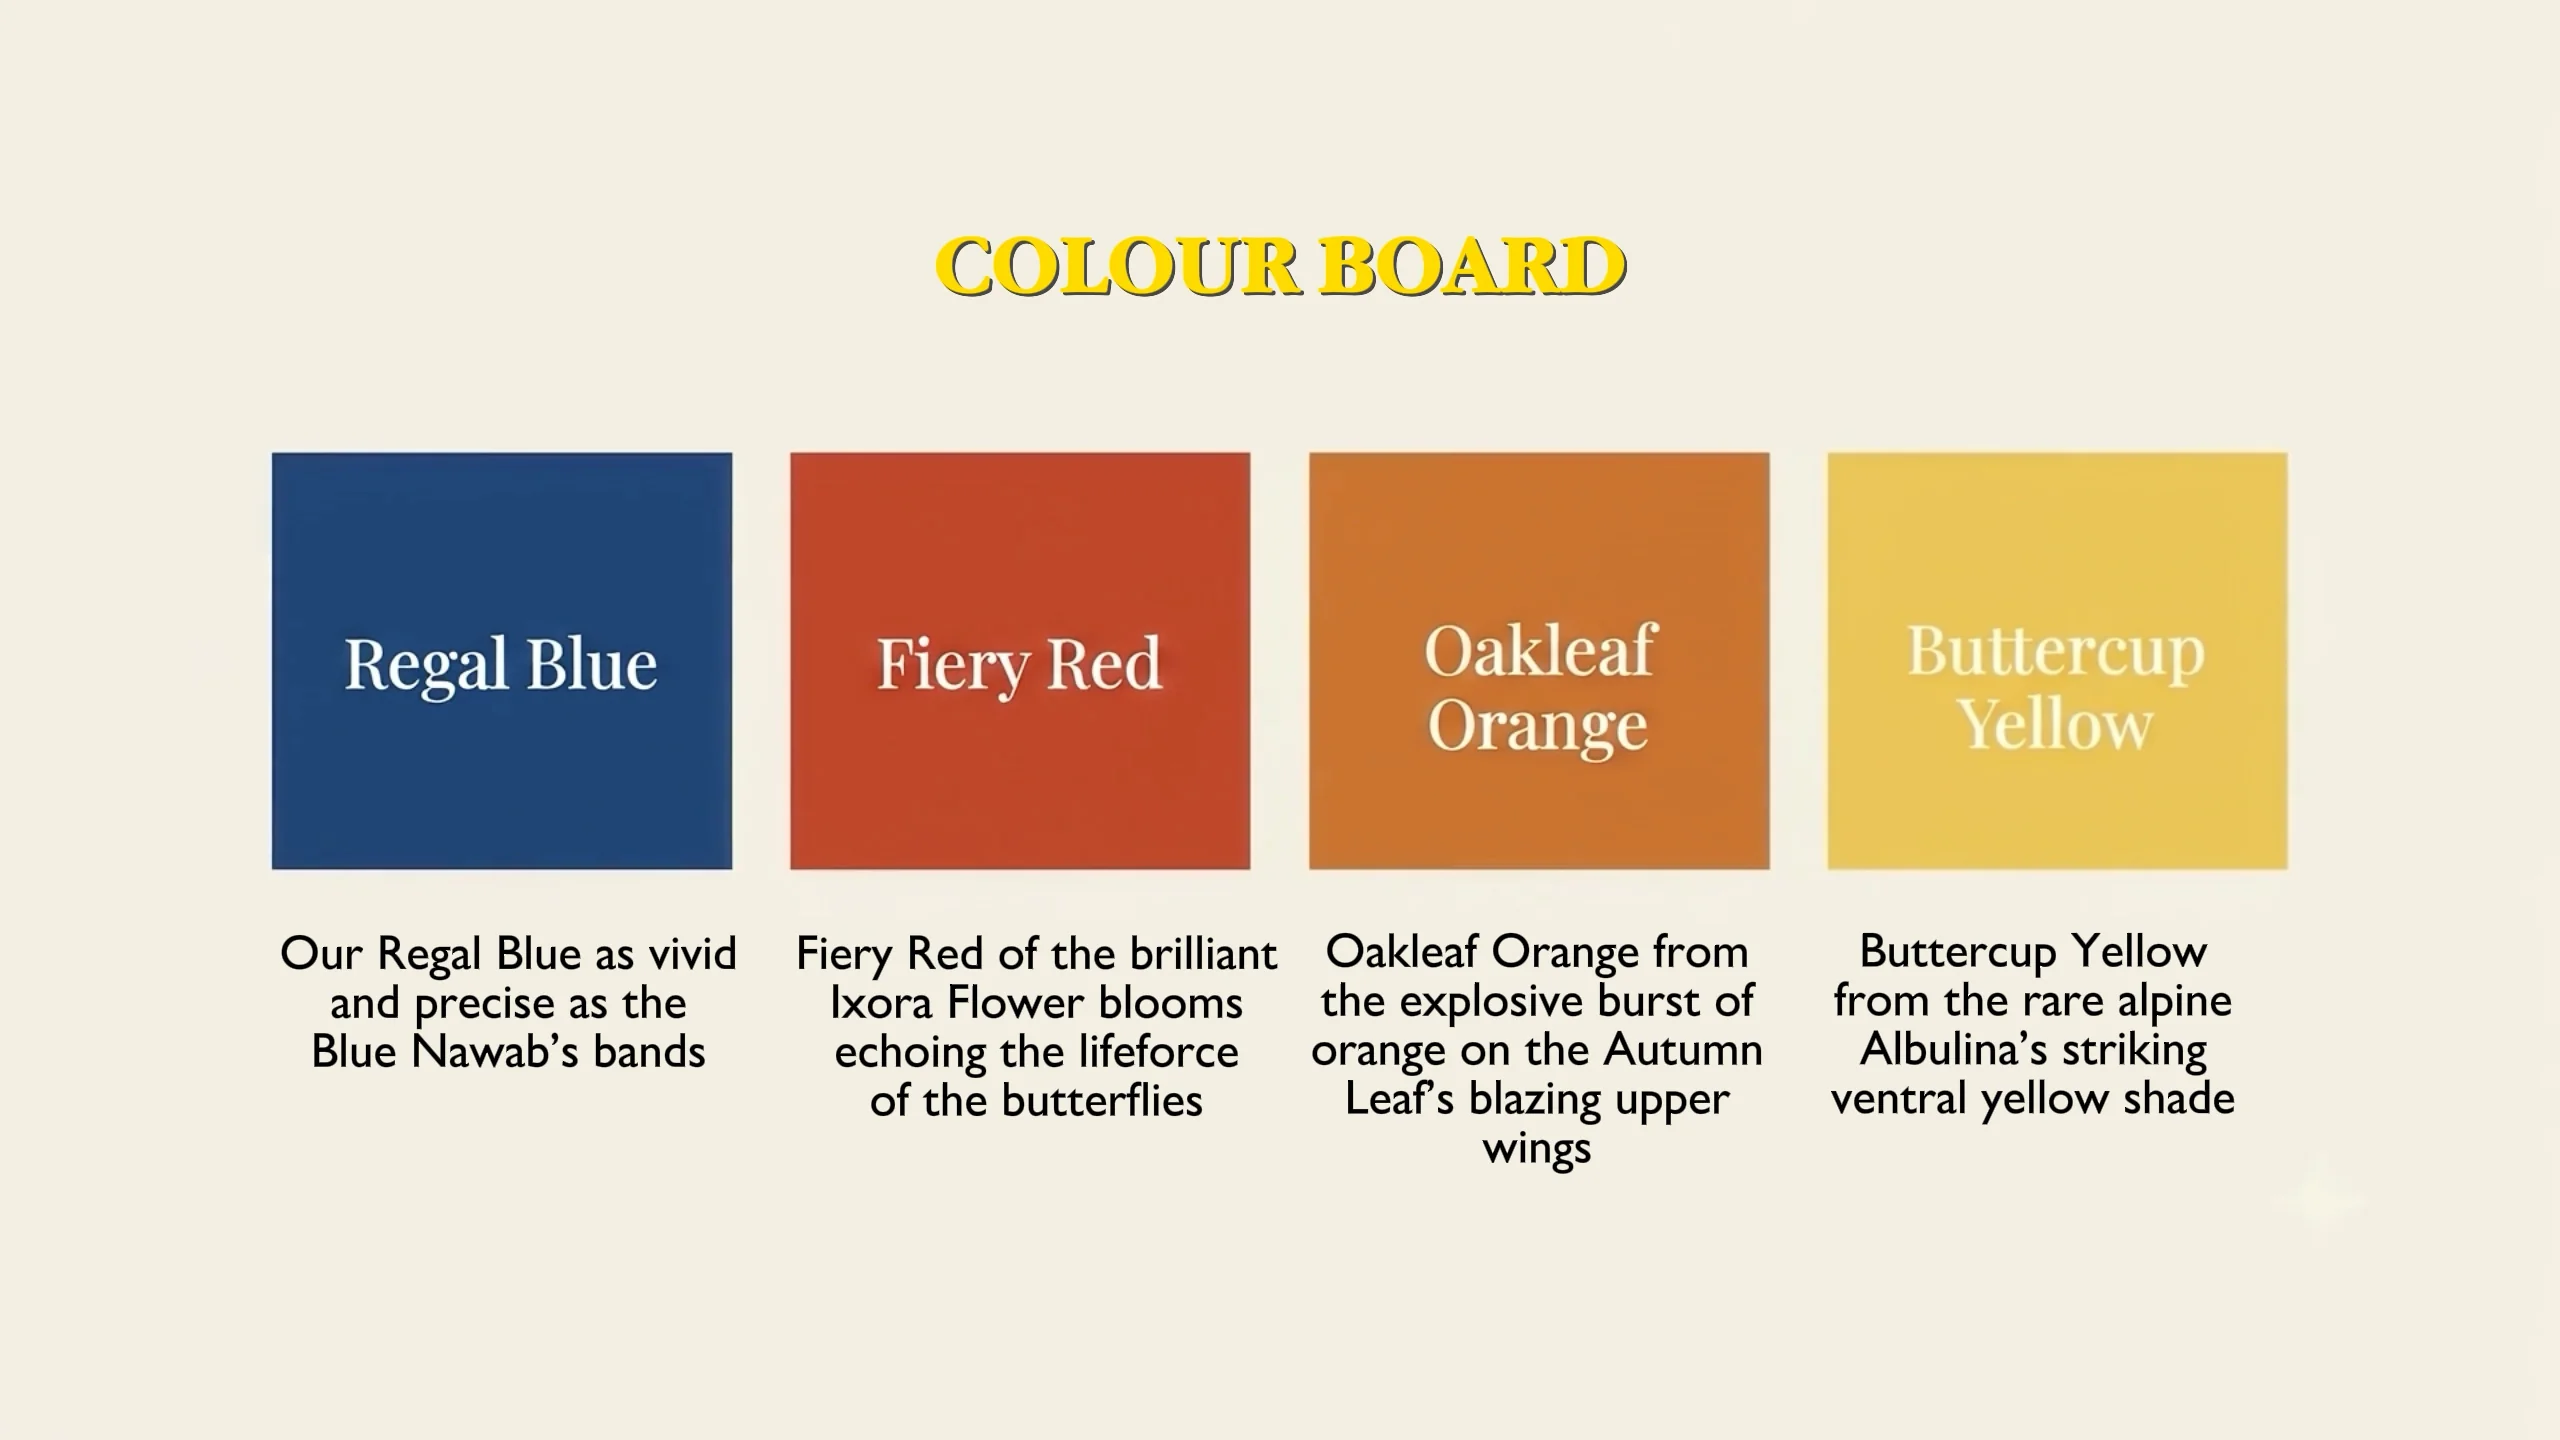 COLOUR BOARD
Regal Blue
Fiery Red
Oakleaf
Orange
Buttercup
Yellow
Our Regal Blue as vivid
and precise as the
Blue Nawab’s bands
Fiery Red of the brilliant
Ixora Flower blooms
echoing the lifeforce
of the butterflies
Oakleaf Orange from
the explosive burst of
orange on the Autumn
Leaf’s blazing upper
wings
Buttercup Yellow
from the rare alpine
Albulina’s striking
ventral yellow shade